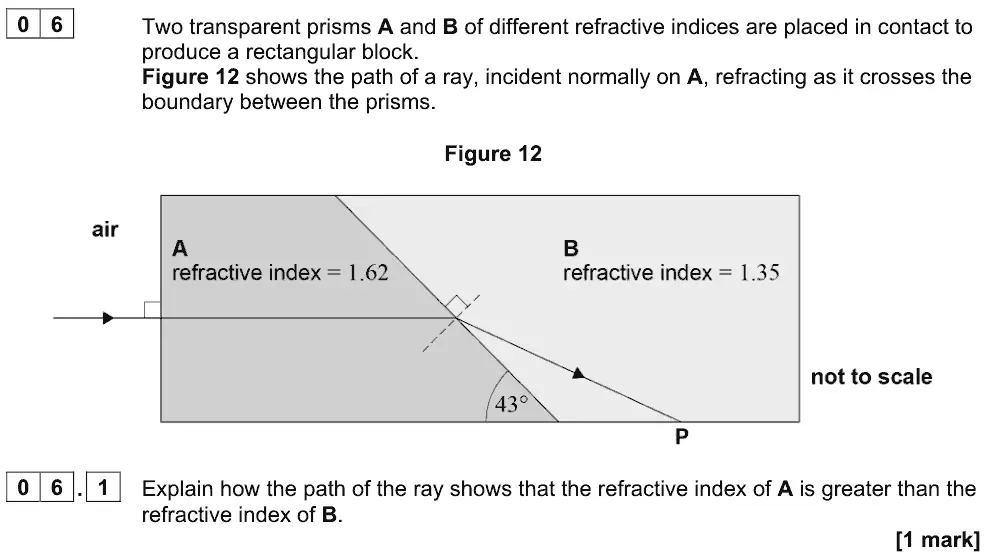 0 6 Two transparent prisms A and B of different refractive indices are placed in contact to
produce a rectangular block.
Figure 12 shows the path of a ray, incident normally on A, refracting as it crosses the
boundary between the prisms.
Figure 12
air
A
refractive index = 1.62
B
refractive index = 1.35
not to scale
43°
P
0 6 . 1 Explain how the path of the ray shows that the refractive index of A is greater than the
refractive index of B.
[1 mark]